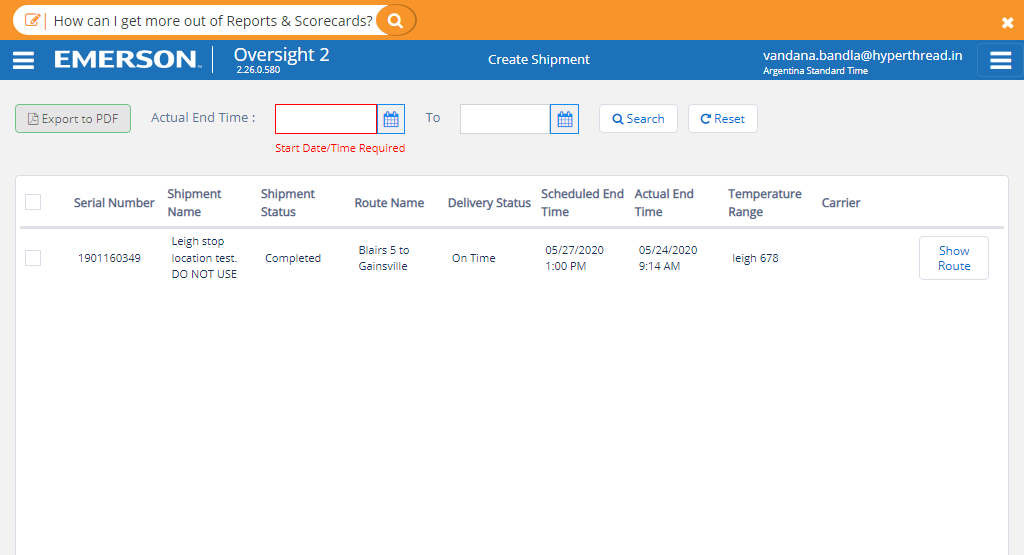 How can I get more out of Reports & Scorecards?
EMERSON™
Oversight 2
2.26.0.580
Create Shipment
vandana.bandla@hyperthread.in
Argentina Standard Time
Export to PDF
Actual End Time :
To
Search
Reset
Start Date/Time Required
Serial Number
Shipment
Name
Shipment
Status
Route Name
Delivery Status
Scheduled End
Time
Actual End
Time
Temperature
Range
Carrier
1901160349
Leigh stop
location test.
DO NOT USE
Completed
Blairs 5 to
Gainsville
On Time
05/27/2020
1:00 PM
05/24/2020
9:14 AM
leigh 678
Show
Route